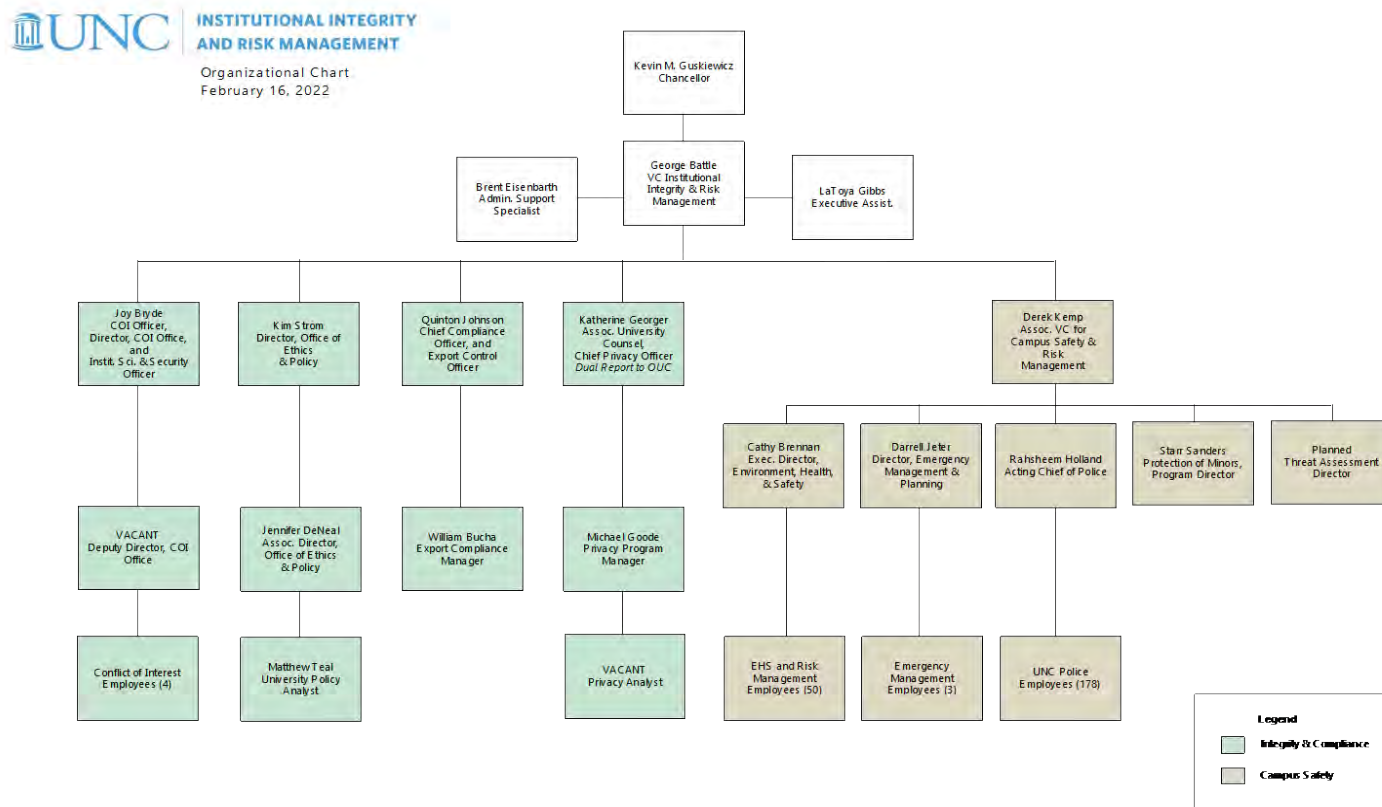 UNC
INSTITUTIONAL INTEGRITY
AND RISK MANAGEMENT
Organizational Chart
February 16, 2022
Kevin M. Guskiewicz
Chancellor
George Battle
VC Institutional
Integrity & Risk
Management
Brent Eisenbarth
Admin. Support
Specialist
LaToya Gibbs
Executive Assist.
Joy Bryde
COI Officer,
Director, COI Office,
and
Instit. Sci. & Security
Officer
Kim Strom
Director, Office of
Ethics
& Policy
Quinton Johnson
Chief Compliance
Officer, and
Export Control
Officer
Katherine Georger
Assoc. University
Counsel,
Chief Privacy Officer
Dual Report to OUC
Derek Kemp
Assoc. VC for
Campus Safety &
Risk
Management
Cathy Brennan
Exec. Director,
Environment, Health,
& Safety
Darrell Jeter
Director, Emergency
Management &
Planning
Rahsheem Holland
Acting Chief of Police
Starr Sanders
Protection of Minors,
Program Director
Planned
Threat Assessment
Director
VACANT
Deputy Director, COI
Office
Jennifer DeNeal
Assoc. Director,
Office of Ethics
& Policy
William Bucha
Export Compliance
Manager
Michael Goode
Privacy Program
Manager
Conflict of Interest
Employees (4)
Matthew Teal
University Policy
Analyst
VACANT
Privacy Analyst
EHS and Risk
Management
Employees (50)
Emergency
Management
Employees (3)
UNC Police
Employees (178)
Legend
Integrity & Compliance
Campus Safety